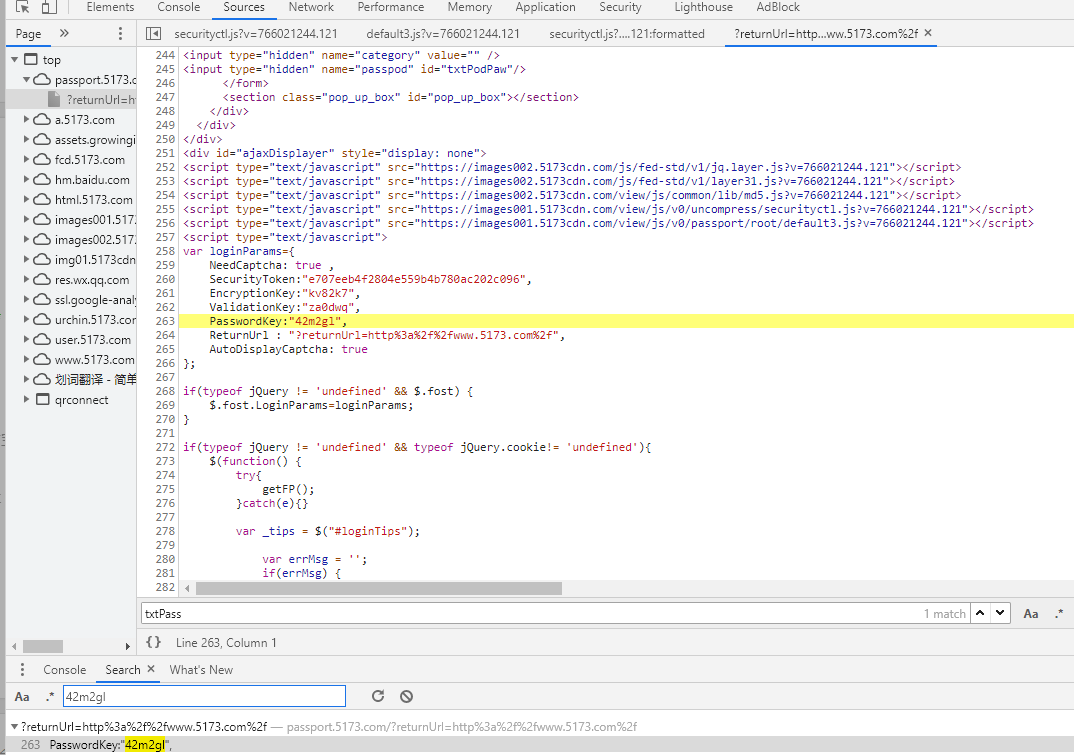 Elements Console Sources Network Performance Memory Application Security Lighthouse AdBlock
Page » securityctl.js?v=766021244.121 default3.js?v=766021244.121 securityctl.js?....121:formatted ?returnUrl=http...ww.5173.com%2f ×
top
passport.5173.c
?returnUrl=ht
a.5173.com
assets.growingi
fcd.5173.com
hm.baidu.com
html.5173.com
images001.517
images002.517
img01.5173cdn
res.wx.qq.com
ssl.google-analy
urchin.5173.cor
user.5173.com
www.5173.com
划词翻译 - 简单
qrconnect
244 <input type="hidden" name="category" value="" />
245 <input type="hidden" name="passpod" id="txtPodPaw"/>
246 </form>
247 <section class="pop_up_box" id="pop_up_box"></section>
248 </div>
249 </div>
250 </div>
251 <div id="ajaxDisplayer" style="display: none">
252 <script type="text/javascript" src="https://images002.5173cdn.com/js/fed-std/v1/jq.layer.js?v=766021244.121"></script>
253 <script type="text/javascript" src="https://images002.5173cdn.com/js/fed-std/v1/layer31.js?v=766021244.121"></script>
254 <script type="text/javascript" src="https://images002.5173cdn.com/view/js/common/lib/md5.js?v=766021244.121"></script>
255 <script type="text/javascript" src="https://images001.5173cdn.com/view/js/v0/uncompress/securityctl.js?v=766021244.121"></script>
256 <script type="text/javascript" src="https://images001.5173cdn.com/view/js/v0/passport/root/default3.js?v=766021244.121"></script>
257 <script type="text/javascript">
258 var loginParams={
259 NeedCaptcha: true ,
260 SecurityToken:"e707eeb4f2804e559b4b780ac202c096",
261 EncryptionKey:"kv82k7",
262 ValidationKey:"za0dwq",
263 PasswordKey:"42m2gl",
264 ReturnUrl : "?returnUrl=http%3a%2f%2fwww.5173.com%2f",
265 AutoDisplayCaptcha: true
266 };
267
268 if(typeof jQuery != 'undefined' && $.fost) {
269 $.fost.LoginParams=loginParams;
270 }
271
272 if(typeof jQuery != 'undefined' && typeof jQuery.cookie!= 'undefined'){
273 $(function() {
274 try{
275 getFP();
276 }catch(e){}
277
278 var _tips = $("#loginTips");
279
280 var errMsg = '';
281 if(errMsg) {
282
txtPass 1 match Aa .*
{} Line 263, Column 1
Console Search × What's New
Aa .* 42m2gl
?returnUrl=http%3a%2f%2fwww.5173.com%2f — passport.5173.com/?returnUrl=http%3a%2f%2fwww.5173.com%2f
263 PasswordKey:"42m2gl",